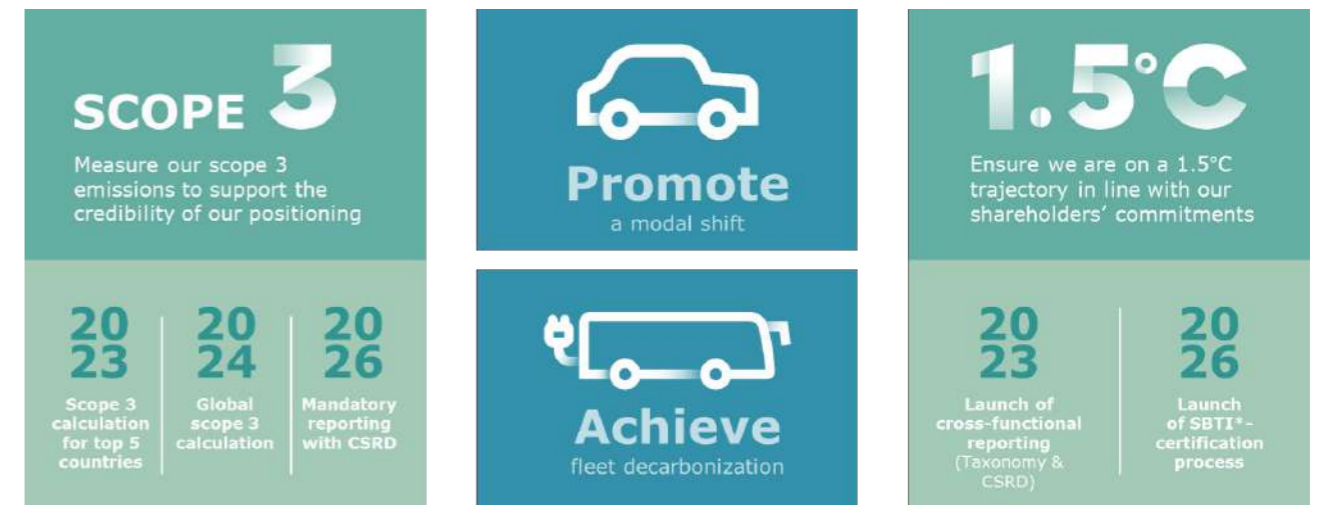 SCOPE 3
Measure our scope 3
emissions to support the
credibility of our positioning
20
23
Scope 3
calculation
for top 5
countries
20
24
Global
scope 3
calculation
20
26
Mandatory
reporting
with CSRD
Promote
a modal shift
Achieve
fleet decarbonization
1.5°C
Ensure we are on a 1.5°C
trajectory in line with our
shareholders’ commitments
20
23
Launch of
cross-functional
reporting
(Taxonomy &
CSRD)
20
26
Launch
of SBTI*-
certification
process